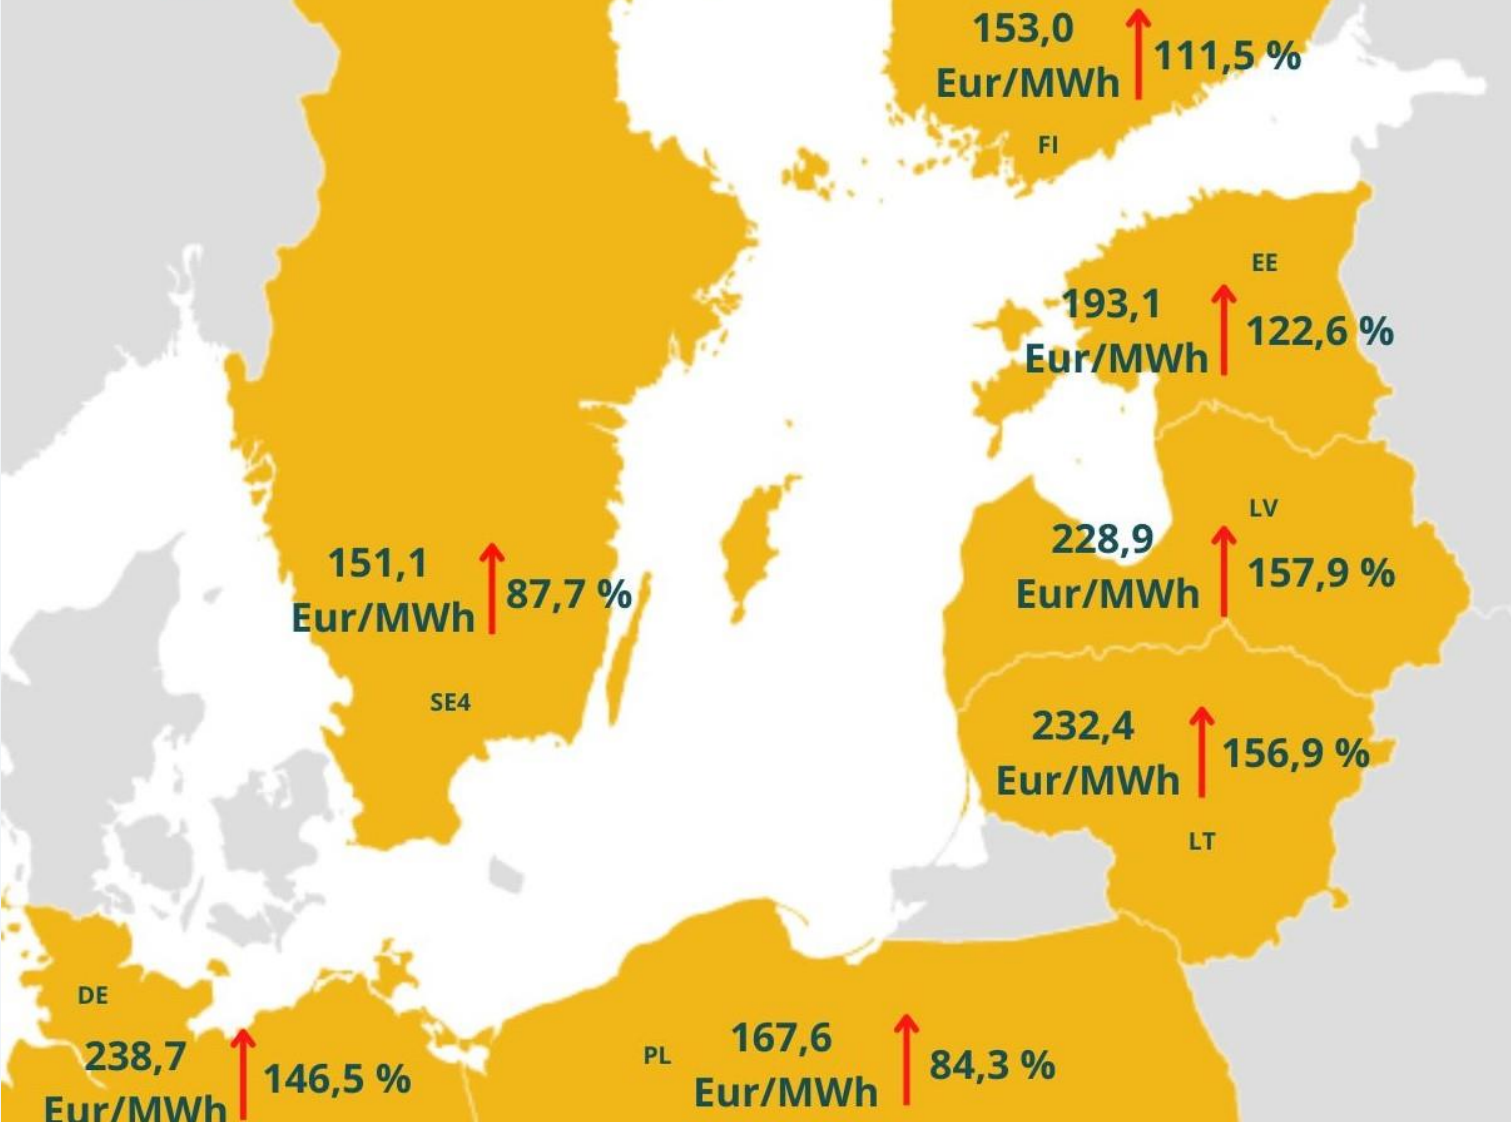 153,0
Eur/MWh
111,5 %
FI
EE
193,1
Eur/MWh
122,6 %
LV
228,9
Eur/MWh
157,9 %
151,1
Eur/MWh
87,7 %
SE4
232,4
Eur/MWh
156,9 %
LT
DE
238,7
Eur/MWh
146,5 %
PL
167,6
Eur/MWh
84,3 %